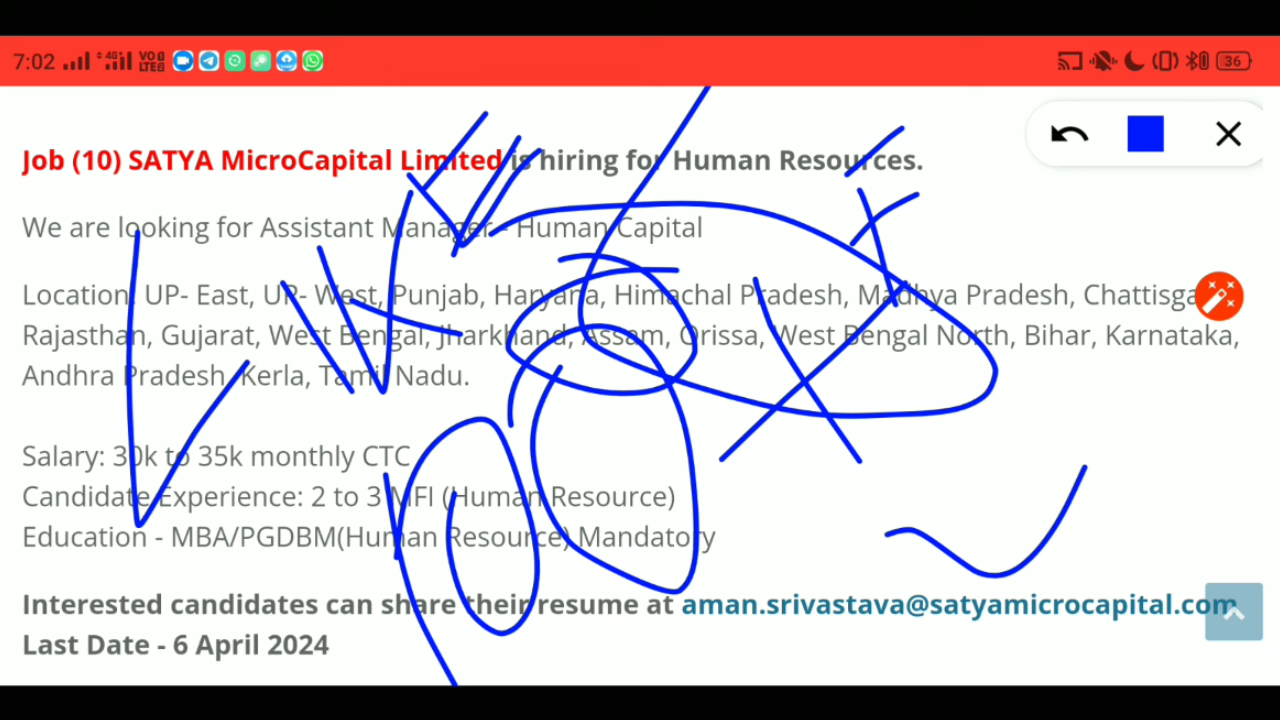 7:02 4G+ VO LTE 36
Job (10) SATYA MicroCapital Limited is hiring for Human Resources.
We are looking for Assistant Manager - Human Capital
Location: UP- East, UP- West, Punjab, Haryana, Himachal Pradesh, Madhya Pradesh, Chattisga
Rajasthan, Gujarat, West Bengal, Jharkhand, Assam, Orissa, West Bengal North, Bihar, Karnataka,
Andhra Pradesh, Kerla, Tamil Nadu.
Salary: 30k to 35k monthly CTC
Candidate Experience: 2 to 3 MFI (Human Resource)
Education - MBA/PGDBM(Human Resource) Mandatory
Interested candidates can share their resume at aman.srivastava@satyamicrocapital.com
Last Date - 6 April 2024